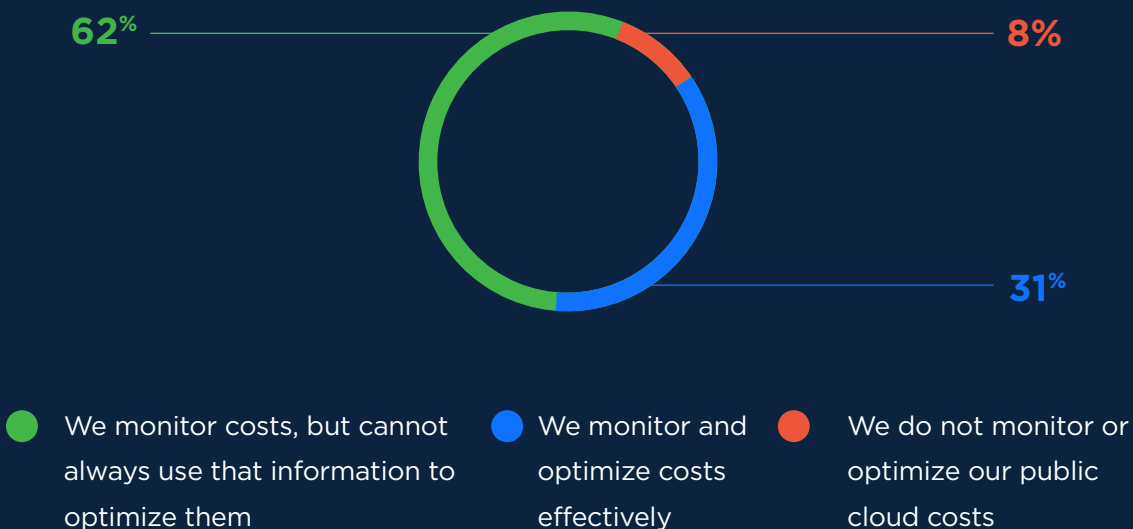 62%
8%
31%
We monitor costs, but cannot
always use that information to
optimize them
We monitor and
optimize costs
effectively
We do not monitor or
optimize our public
cloud costs